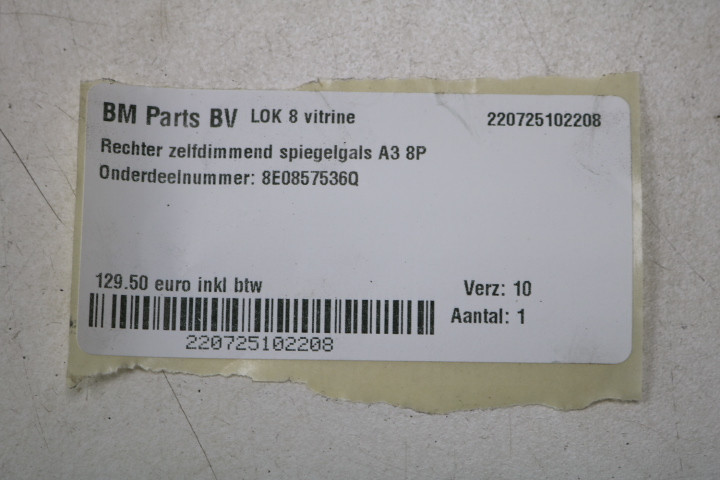 BM Parts BV LOK 8 vitrine 220725102208
Rechter zelfdimmend spiegelgals A3 8P
Onderdeelnummer: 8E0857536Q
129.50 euro inkl btw Verz: 10
Aantal: 1
220725102208